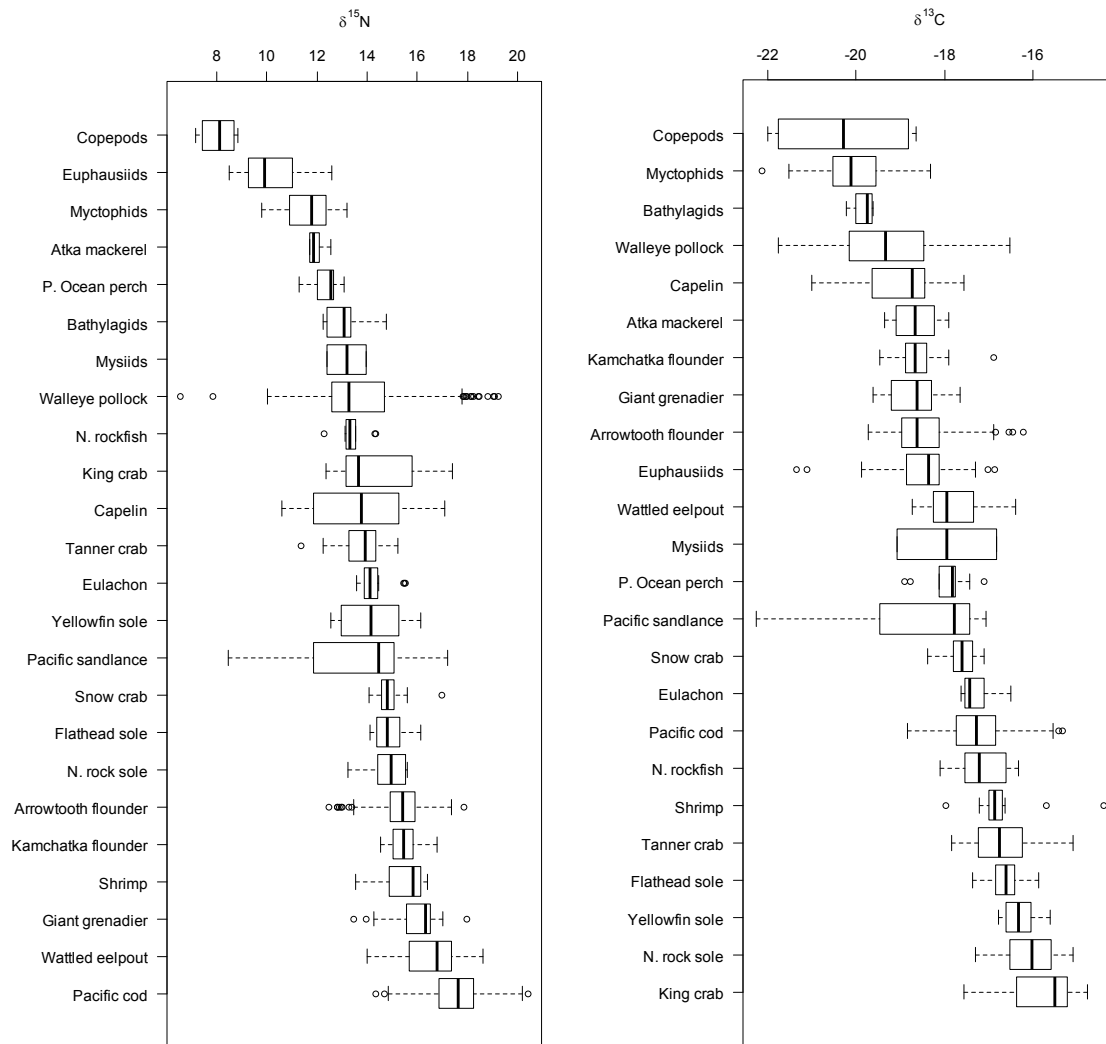 δ15N
8 10 12 14 16 18 20
Copepods
Euphausiids
Myctophids
Atka mackerel
P. Ocean perch
Bathylagids
Mysiids
Walleye pollock
N. rockfish
King crab
Capelin
Tanner crab
Eulachon
Yellowfin sole
Pacific sandlance
Snow crab
Flathead sole
N. rock sole
Arrowtooth flounder
Kamchatka flounder
Shrimp
Giant grenadier
Wattled eelpout
Pacific cod
δ13C
-22 -20 -18 -16
Copepods
Myctophids
Bathylagids
Walleye pollock
Capelin
Atka mackerel
Kamchatka flounder
Giant grenadier
Arrowtooth flounder
Euphausiids
Wattled eelpout
Mysiids
P. Ocean perch
Pacific sandlance
Snow crab
Eulachon
Pacific cod
N. rockfish
Shrimp
Tanner crab
Flathead sole
Yellowfin sole
N. rock sole
King crab